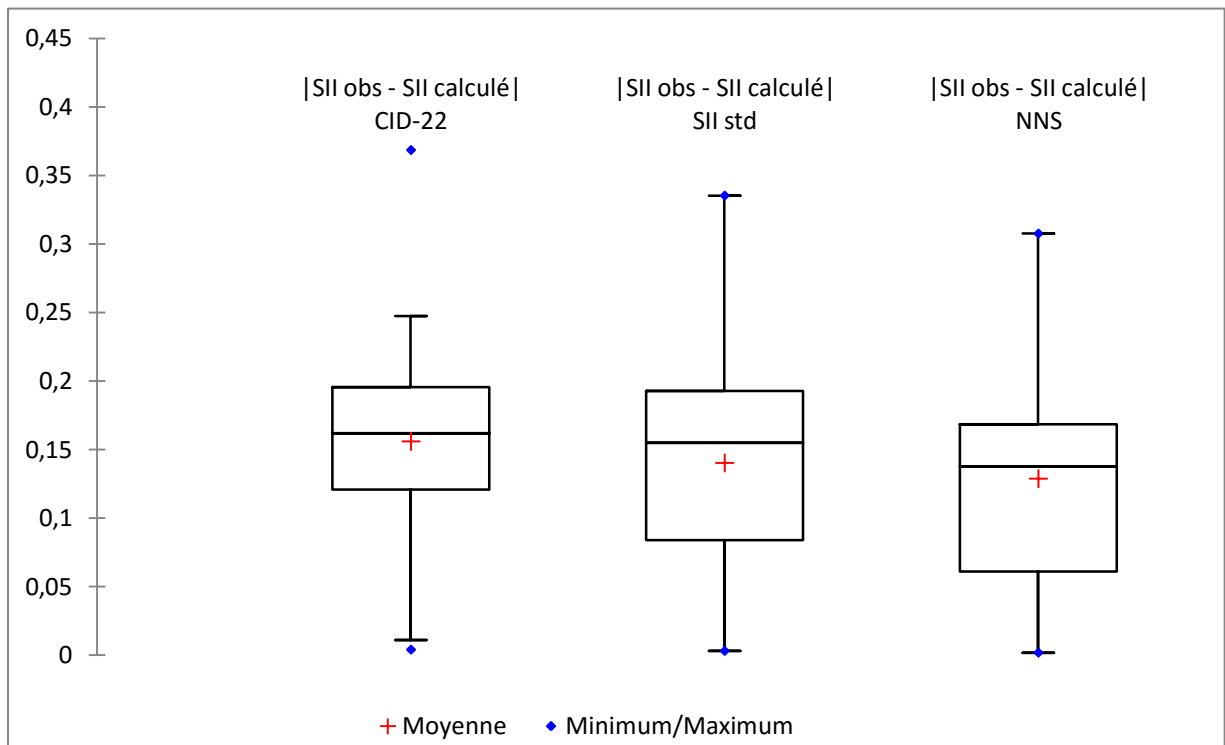 0,45
0,4
0,35
0,3
0,25
0,2
0,15
0,1
0,05
0
|SII obs - SII calculé|
CID-22
|SII obs - SII calculé|
SII std
|SII obs - SII calculé|
NNS
Moyenne
Minimum/Maximum